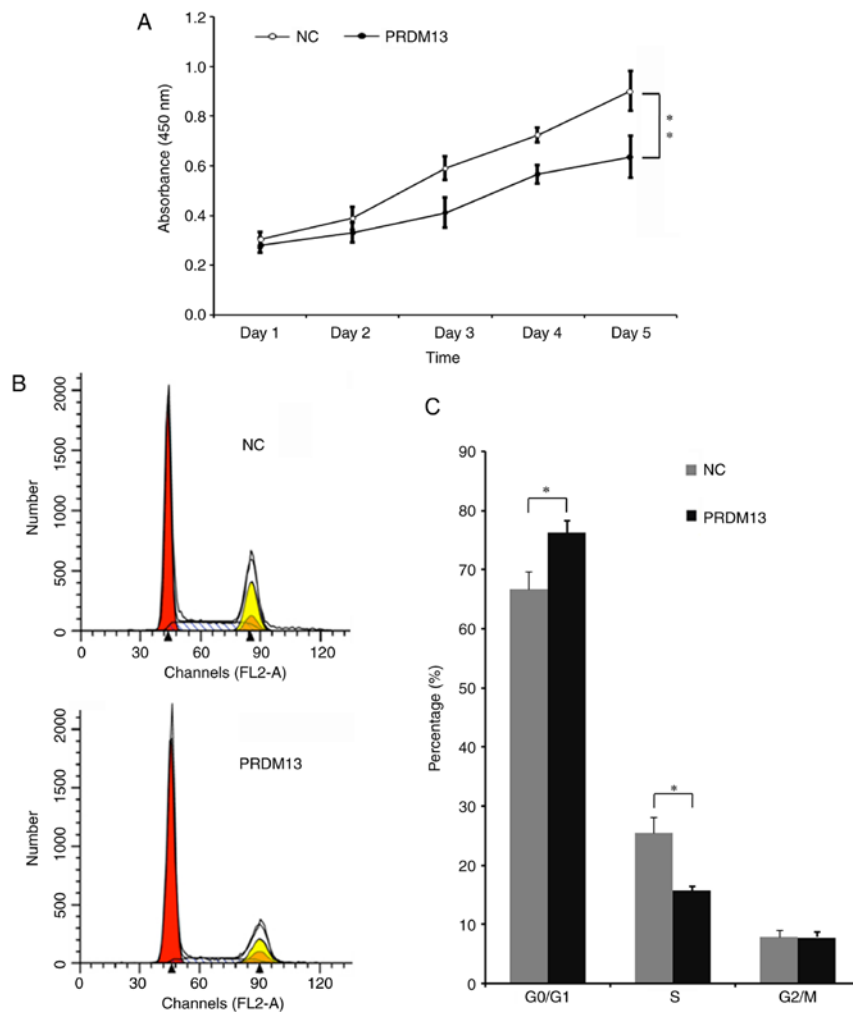 A
NC PRDM13
1.2
1.0
0.8
0.6
0.4
0.2
0.0
Absorbance (450 nm)
* *
Day 1 Day 2 Day 3 Day 4 Day 5
Time
B
NC
2000
1500
1000
500
0
Number
0 30 60 90 120
Channels (FL2-A)
PRDM13
2000
1500
1000
500
0
Number
0 30 60 90 120
Channels (FL2-A)
C
NC
PRDM13
90
80
70
60
50
40
30
20
10
0
Percentage (%)
*
*
G0/G1 S G2/M